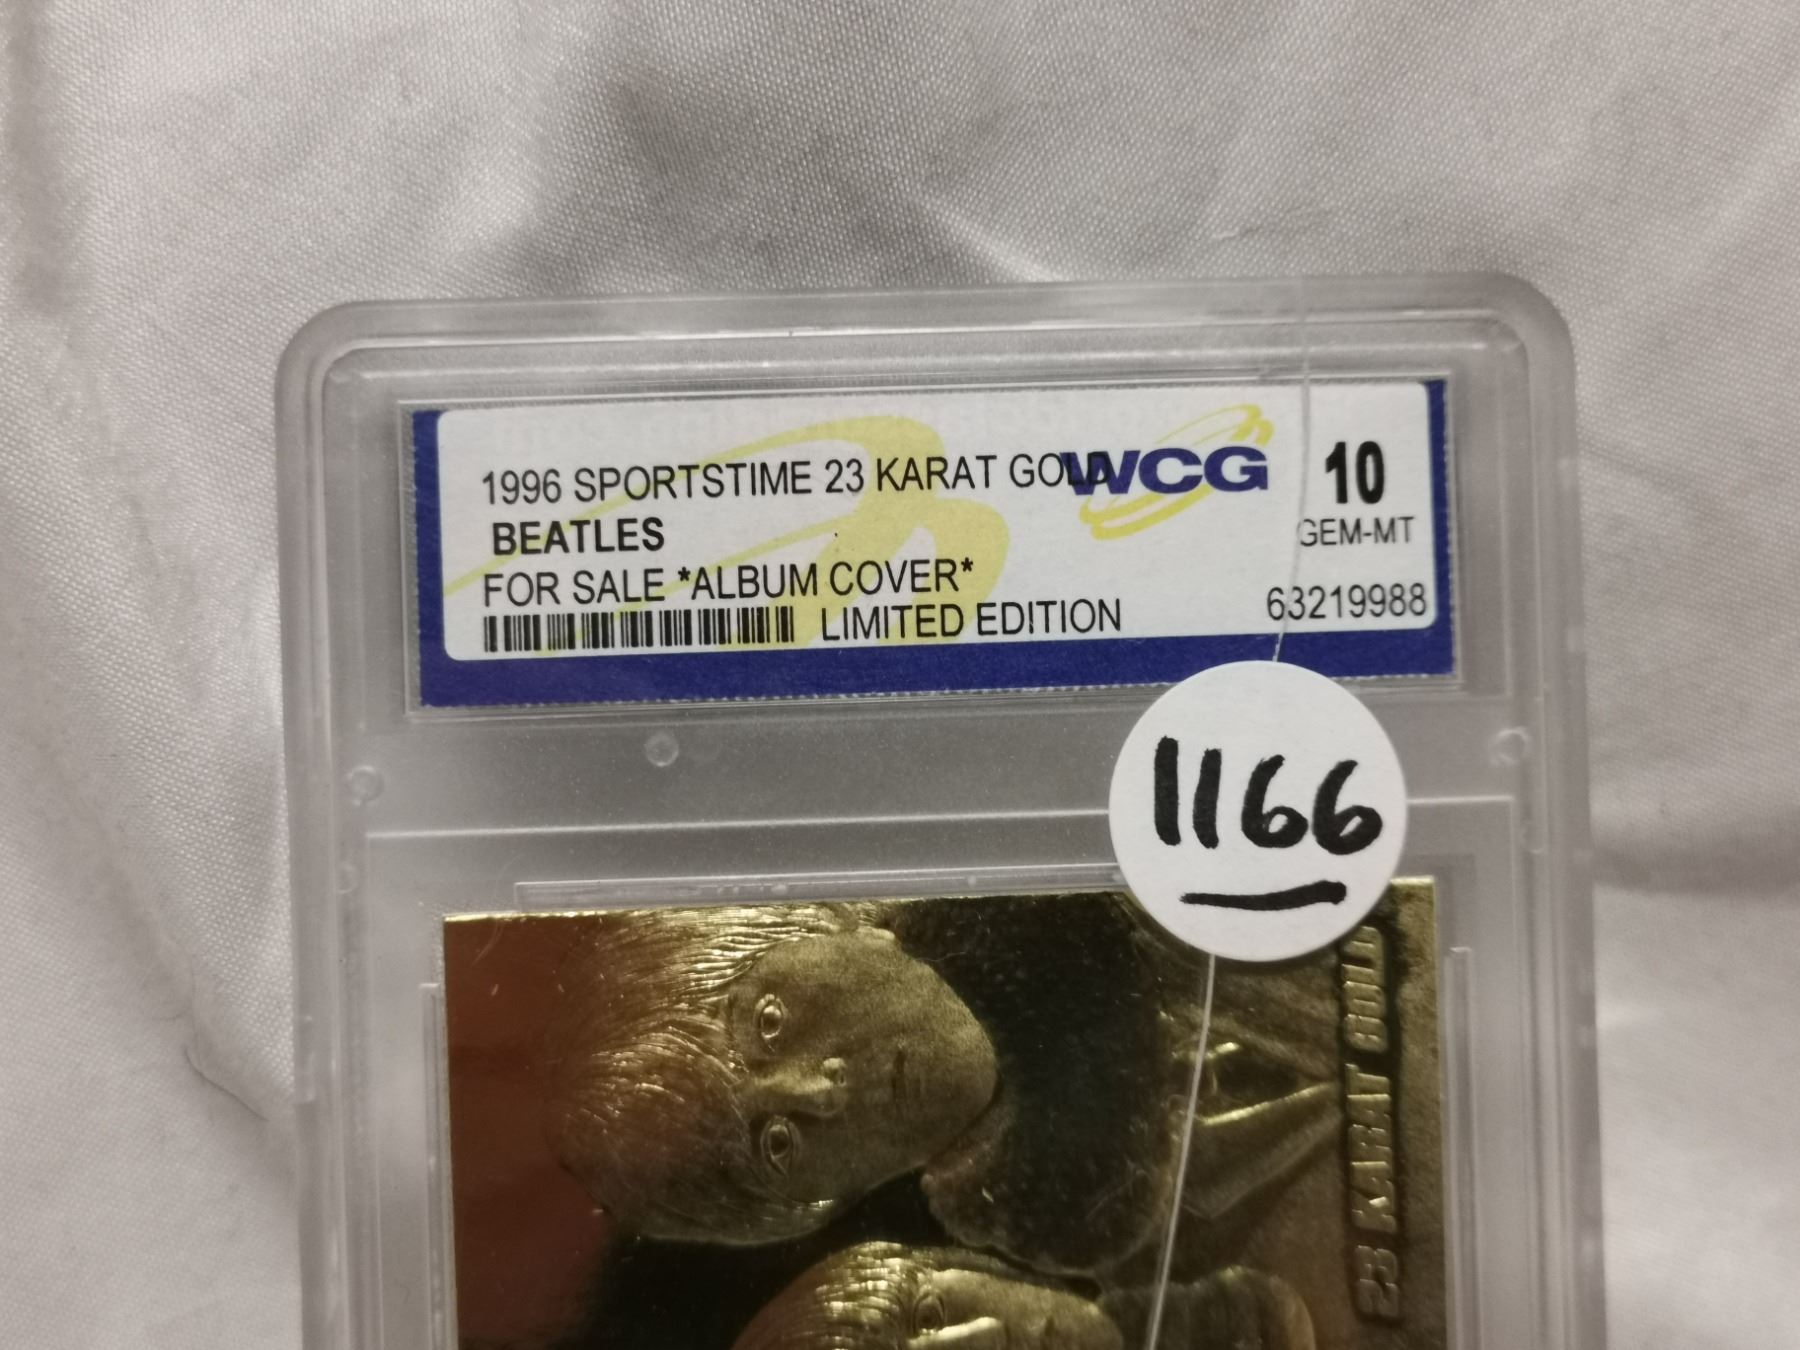 1996 SPORTSTIME 23 KARAT GOLD WCG 10
BEATLES GEM-MT
FOR SALE *ALBUM COVER*
LIMITED EDITION 63219988
1166
23 KARAT GOLD